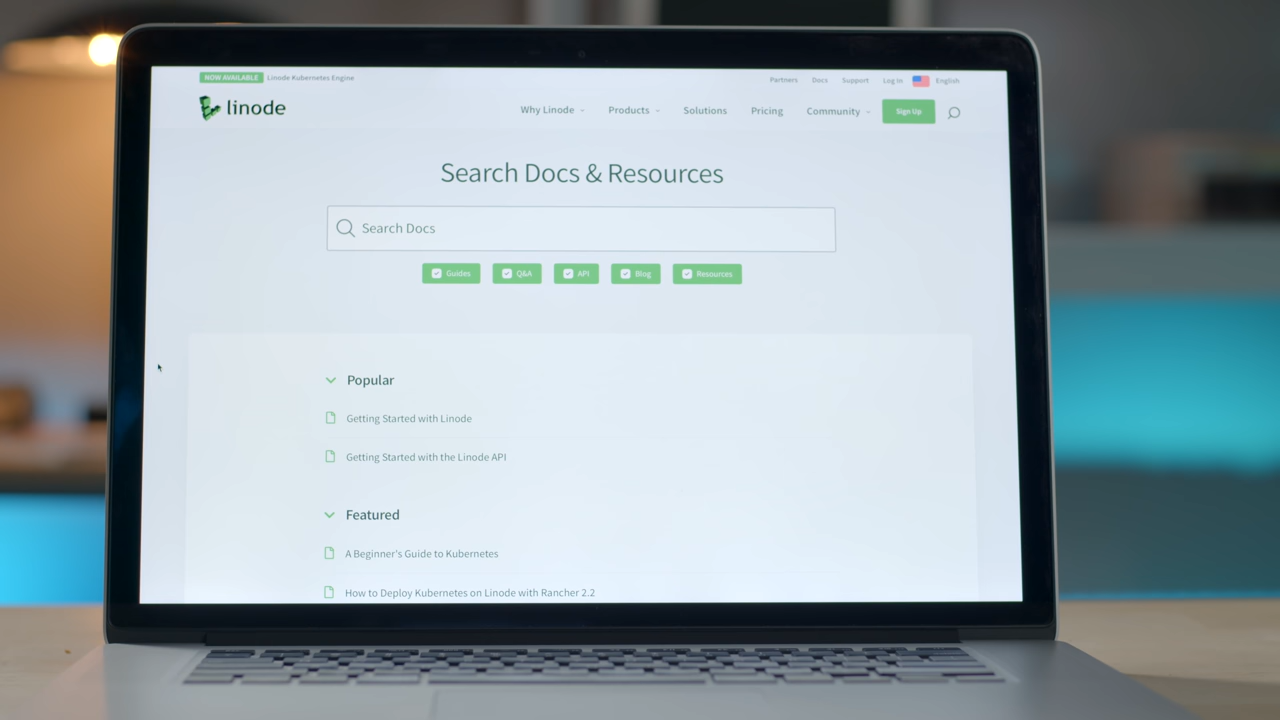 NOW AVAILABLE Linode Kubernetes Engine
Partners Docs Support Log In English
linode
Why Linode Products Solutions Pricing Community Sign Up
Search Docs & Resources
Search Docs
Guides Q&A API Blog Resources
Popular
Getting Started with Linode
Getting Started with the Linode API
Featured
A Beginner's Guide to Kubernetes
How to Deploy Kubernetes on Linode with Rancher 2.2